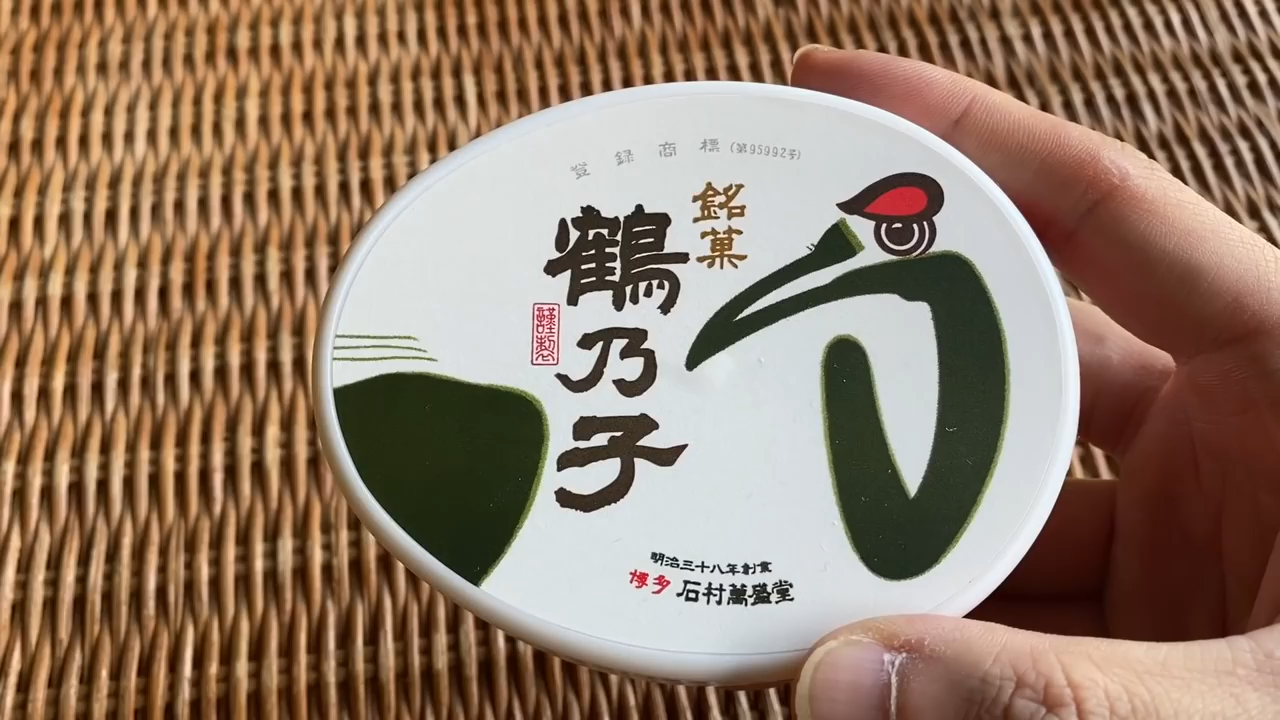 登録商標(第95992号)
銘菓
鶴乃子
謹製
明治三十八年創業
博多 石村萬盛堂